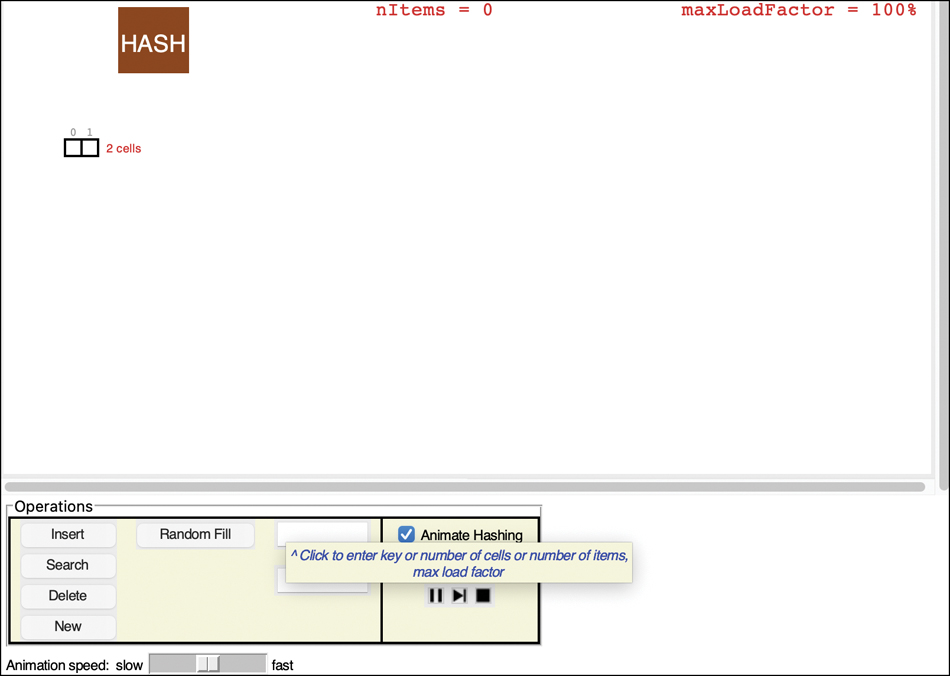 nItems = 0
maxLoadFactor = 100%
HASH
0 1
2 cells
Operations
Insert
Random Fill
Animate Hashing
Search
^ Click to enter key or number of cells or number of items,
max load factor
Delete
New
Animation speed: slow
fast